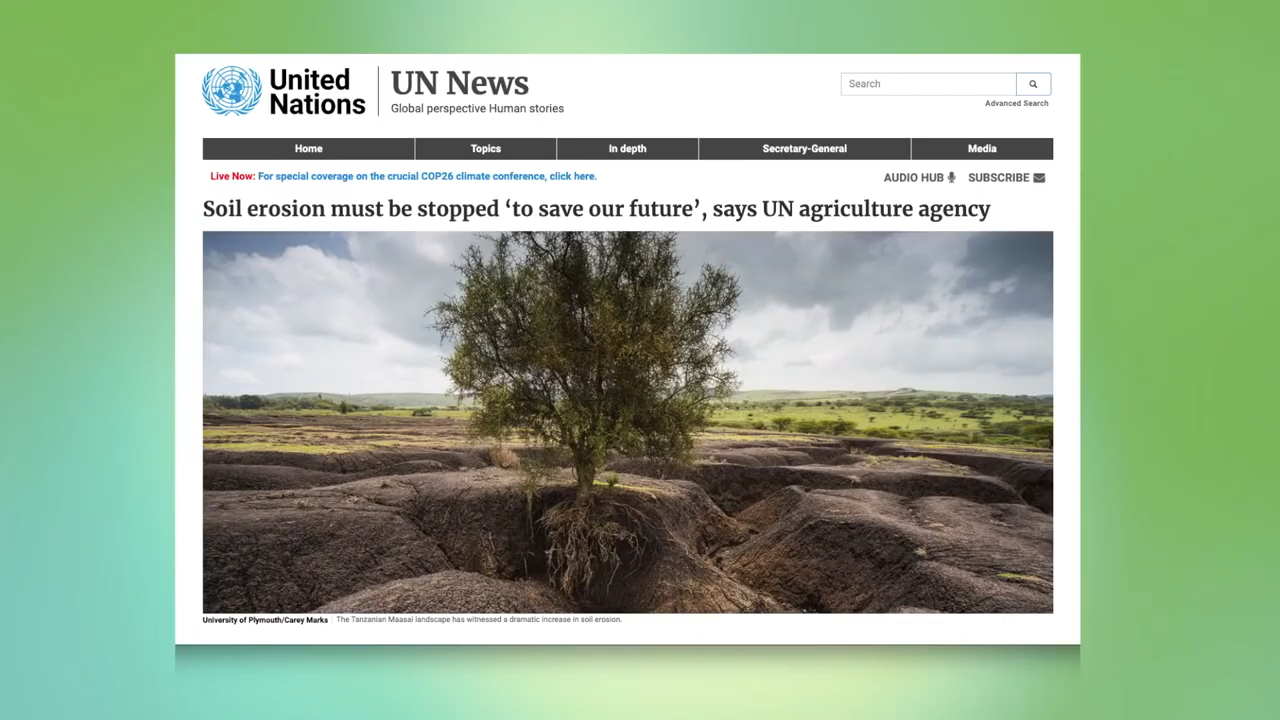 United
Nations
UN News
Global perspective Human stories
Search
Advanced Search
Home
Topics
In depth
Secretary-General
Media
Live Now: For special coverage on the crucial COP26 climate conference, click here.
AUDIO HUB
SUBSCRIBE
Soil erosion must be stopped ‘to save our future’, says UN agriculture agency
University of Plymouth/Carey Marks | The Tanzanian Maasai landscape has witnessed a dramatic increase in soil erosion.